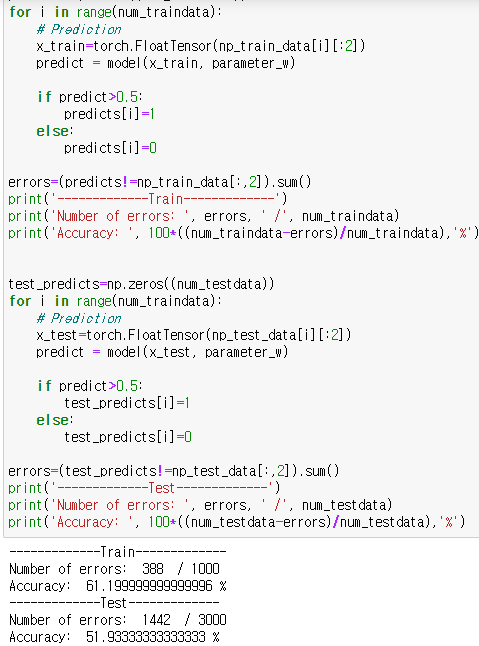 for i in range(num_traindata):
    # Prediction
    x_train=torch.FloatTensor(np_train_data[i][:2])
    predict = model(x_train, parameter_w)
    if predict>0.5:
        predicts[i]=1
    else:
        predicts[i]=0
errors=(predicts!=np_train_data[:,2]).sum()
print('-------------Train-------------')
print('Number of errors: ', errors, ' /', num_traindata)
print('Accuracy: ', 100*((num_traindata-errors)/num_traindata),'%')
test_predicts=np.zeros((num_testdata))
for i in range(num_traindata):
    # Prediction
    x_test=torch.FloatTensor(np_test_data[i][:2])
    predict = model(x_test, parameter_w)
    if predict>0.5:
        test_predicts[i]=1
    else:
        test_predicts[i]=0
errors=(test_predicts!=np_test_data[:,2]).sum()
print('-------------Test-------------')
print('Number of errors: ', errors, ' /', num_testdata)
print('Accuracy: ', 100*((num_testdata-errors)/num_testdata),'%')
-------------Train-------------
Number of errors:  388  / 1000
Accuracy:  61.199999999999996 %
-------------Test-------------
Number of errors:  1442  / 3000
Accuracy:  51.93333333333333 %